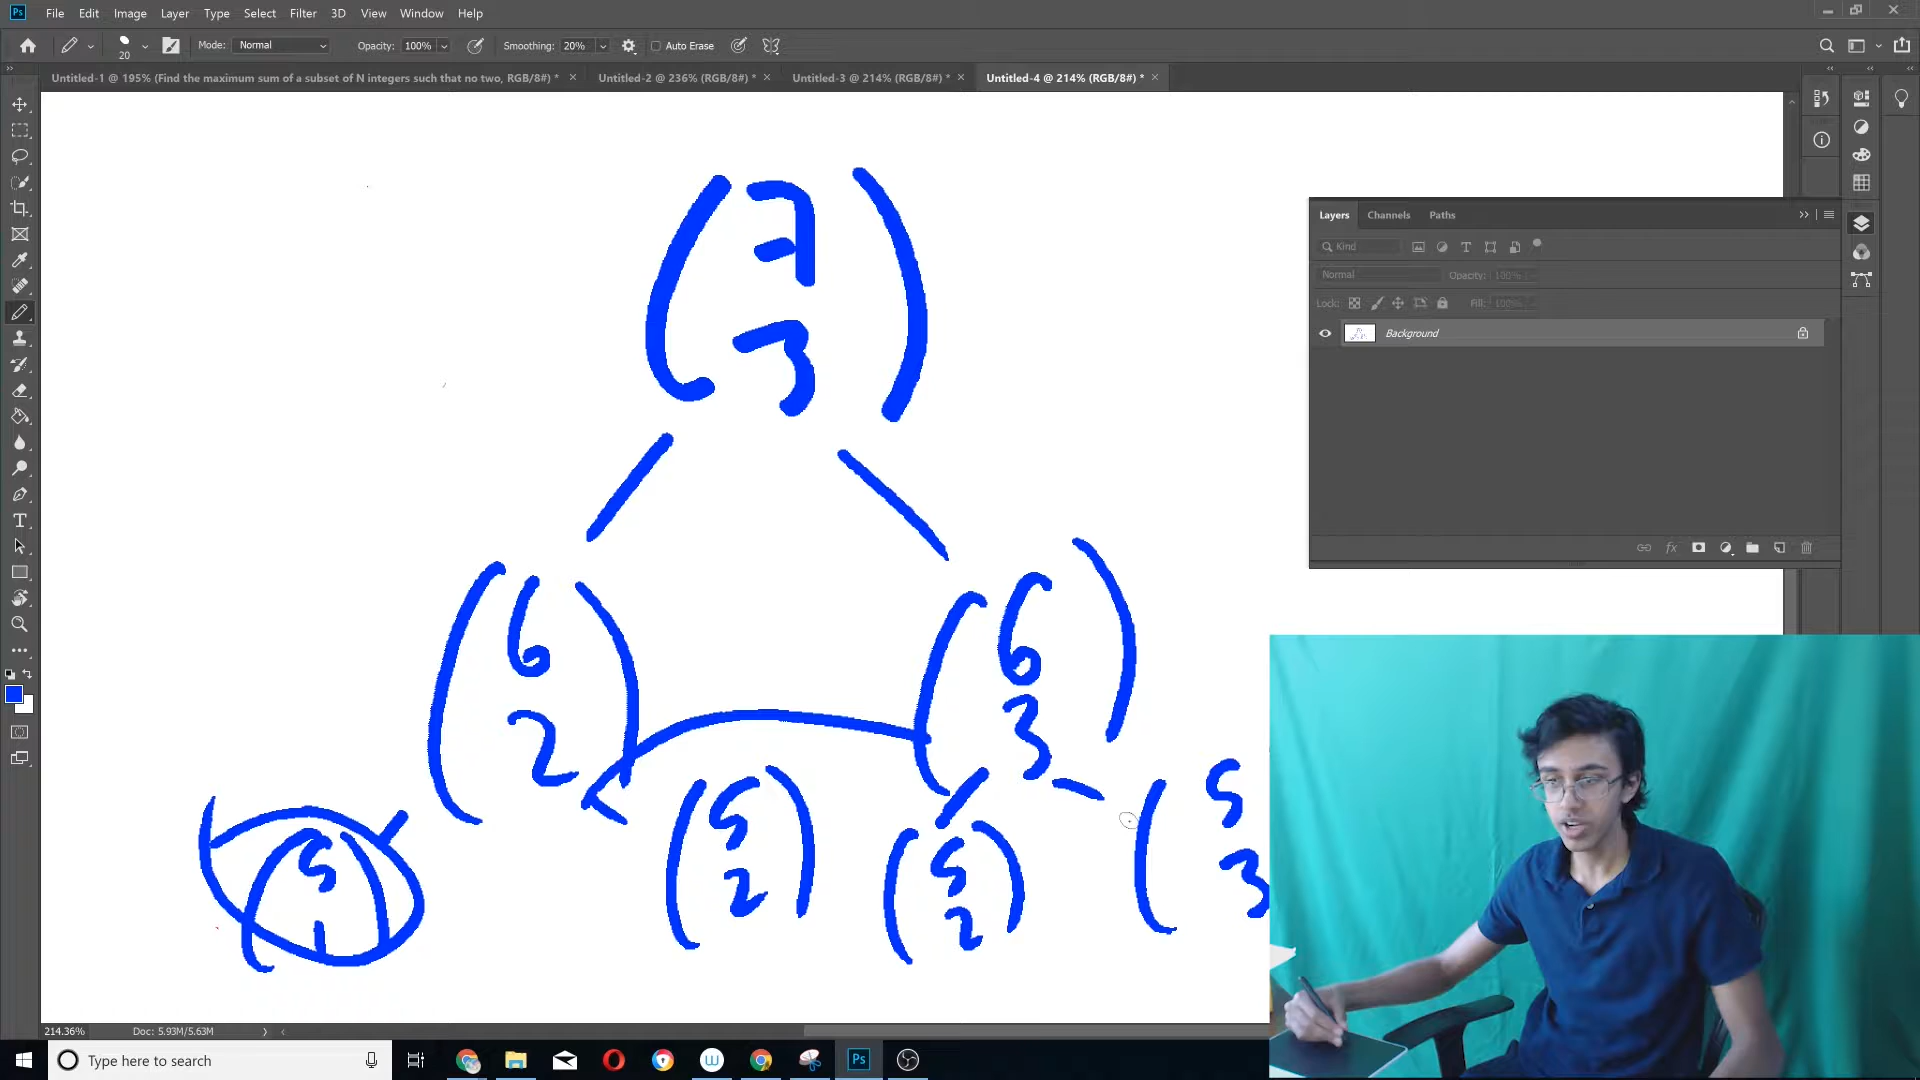 Ps File Edit Image Layer Type Select Filter 3D View Window Help
20 Mode: Normal Opacity: 100% Smoothing: 20% Auto Erase
Untitled-1 @ 195% (Find the maximum sum of a subset of N integers such that no two, RGB/8#) * × Untitled-2 @ 236% (RGB/8#) * × Untitled-3 @ 214% (RGB/8#) * × Untitled-4 @ 214% (RGB/8#) * ×
(7
3)
Layers Channels Paths
Kind
Normal Opacity: 100%
Lock: Fill: 100%
Background
fx
(6 (6
2) 3)
(5 (5 (5 (5
1) 2) 2) 3
214.36% Doc: 5.93M/5.63M
Type here to search
W Ps